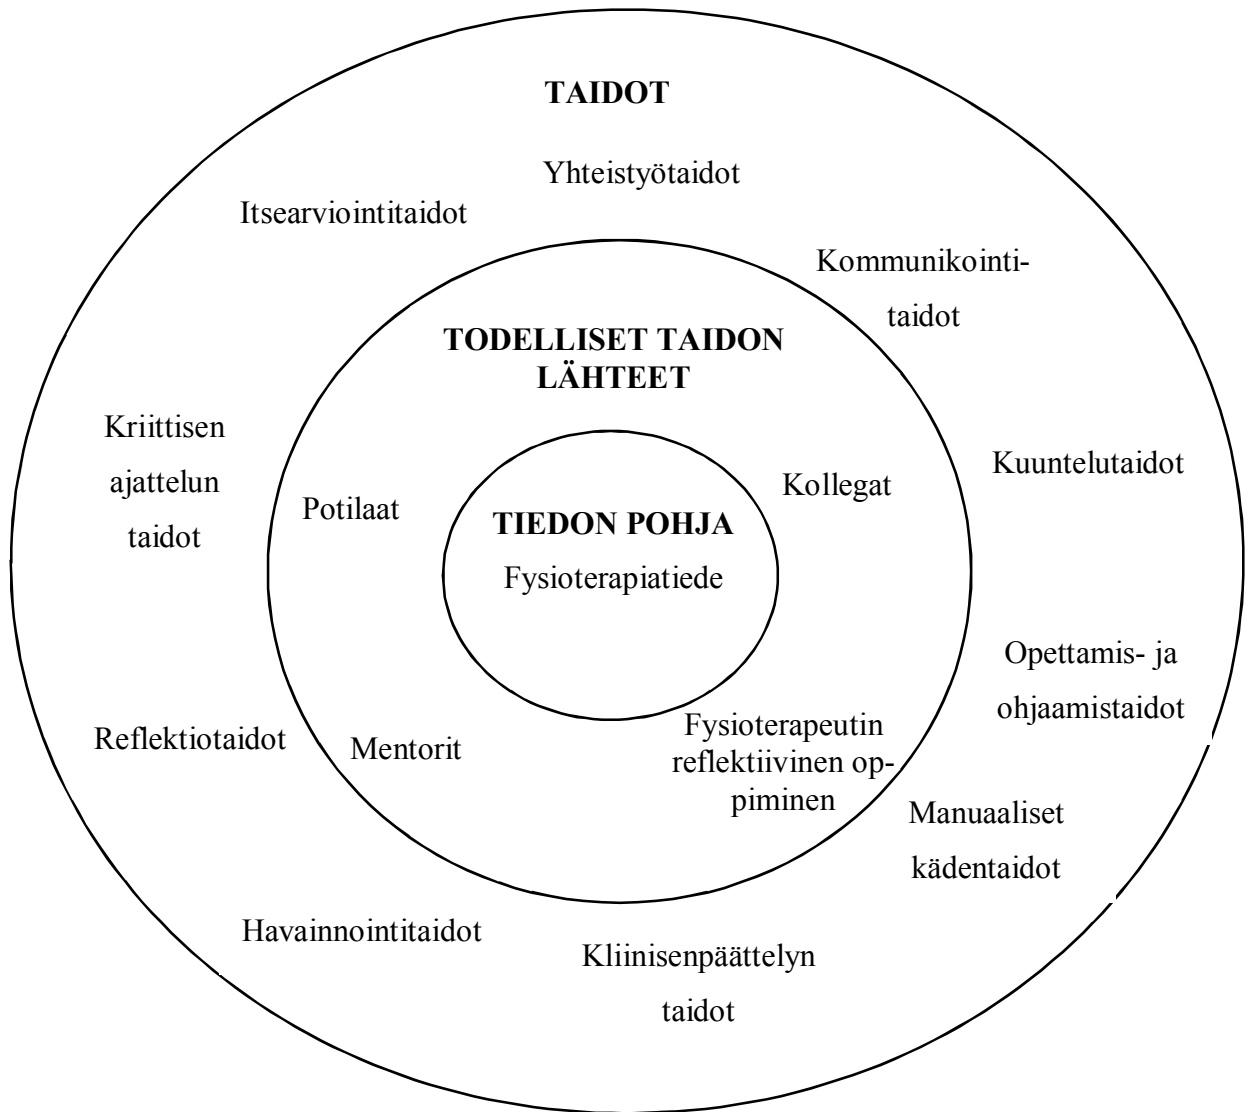 TAIDOT
Yhteistyötaidot
Itsearviointitaidot
Kommunikointi-
taidot
TODELLISET TAIDON
LÄHTEET
Kriittisen
ajattelun
taidot
Kuuntelutaidot
Kollegat
Potilaat
TIEDON POHJA
Fysioterapiatiede
Opettamis- ja
ohjaamistaidot
Reflektiotaidot
Mentorit
Fysioterapeutin
reflektiivinen op-
piminen
Manuaaliset
kädentaidot
Havainnointitaidot
Kliinisenpäättelyn
taidot